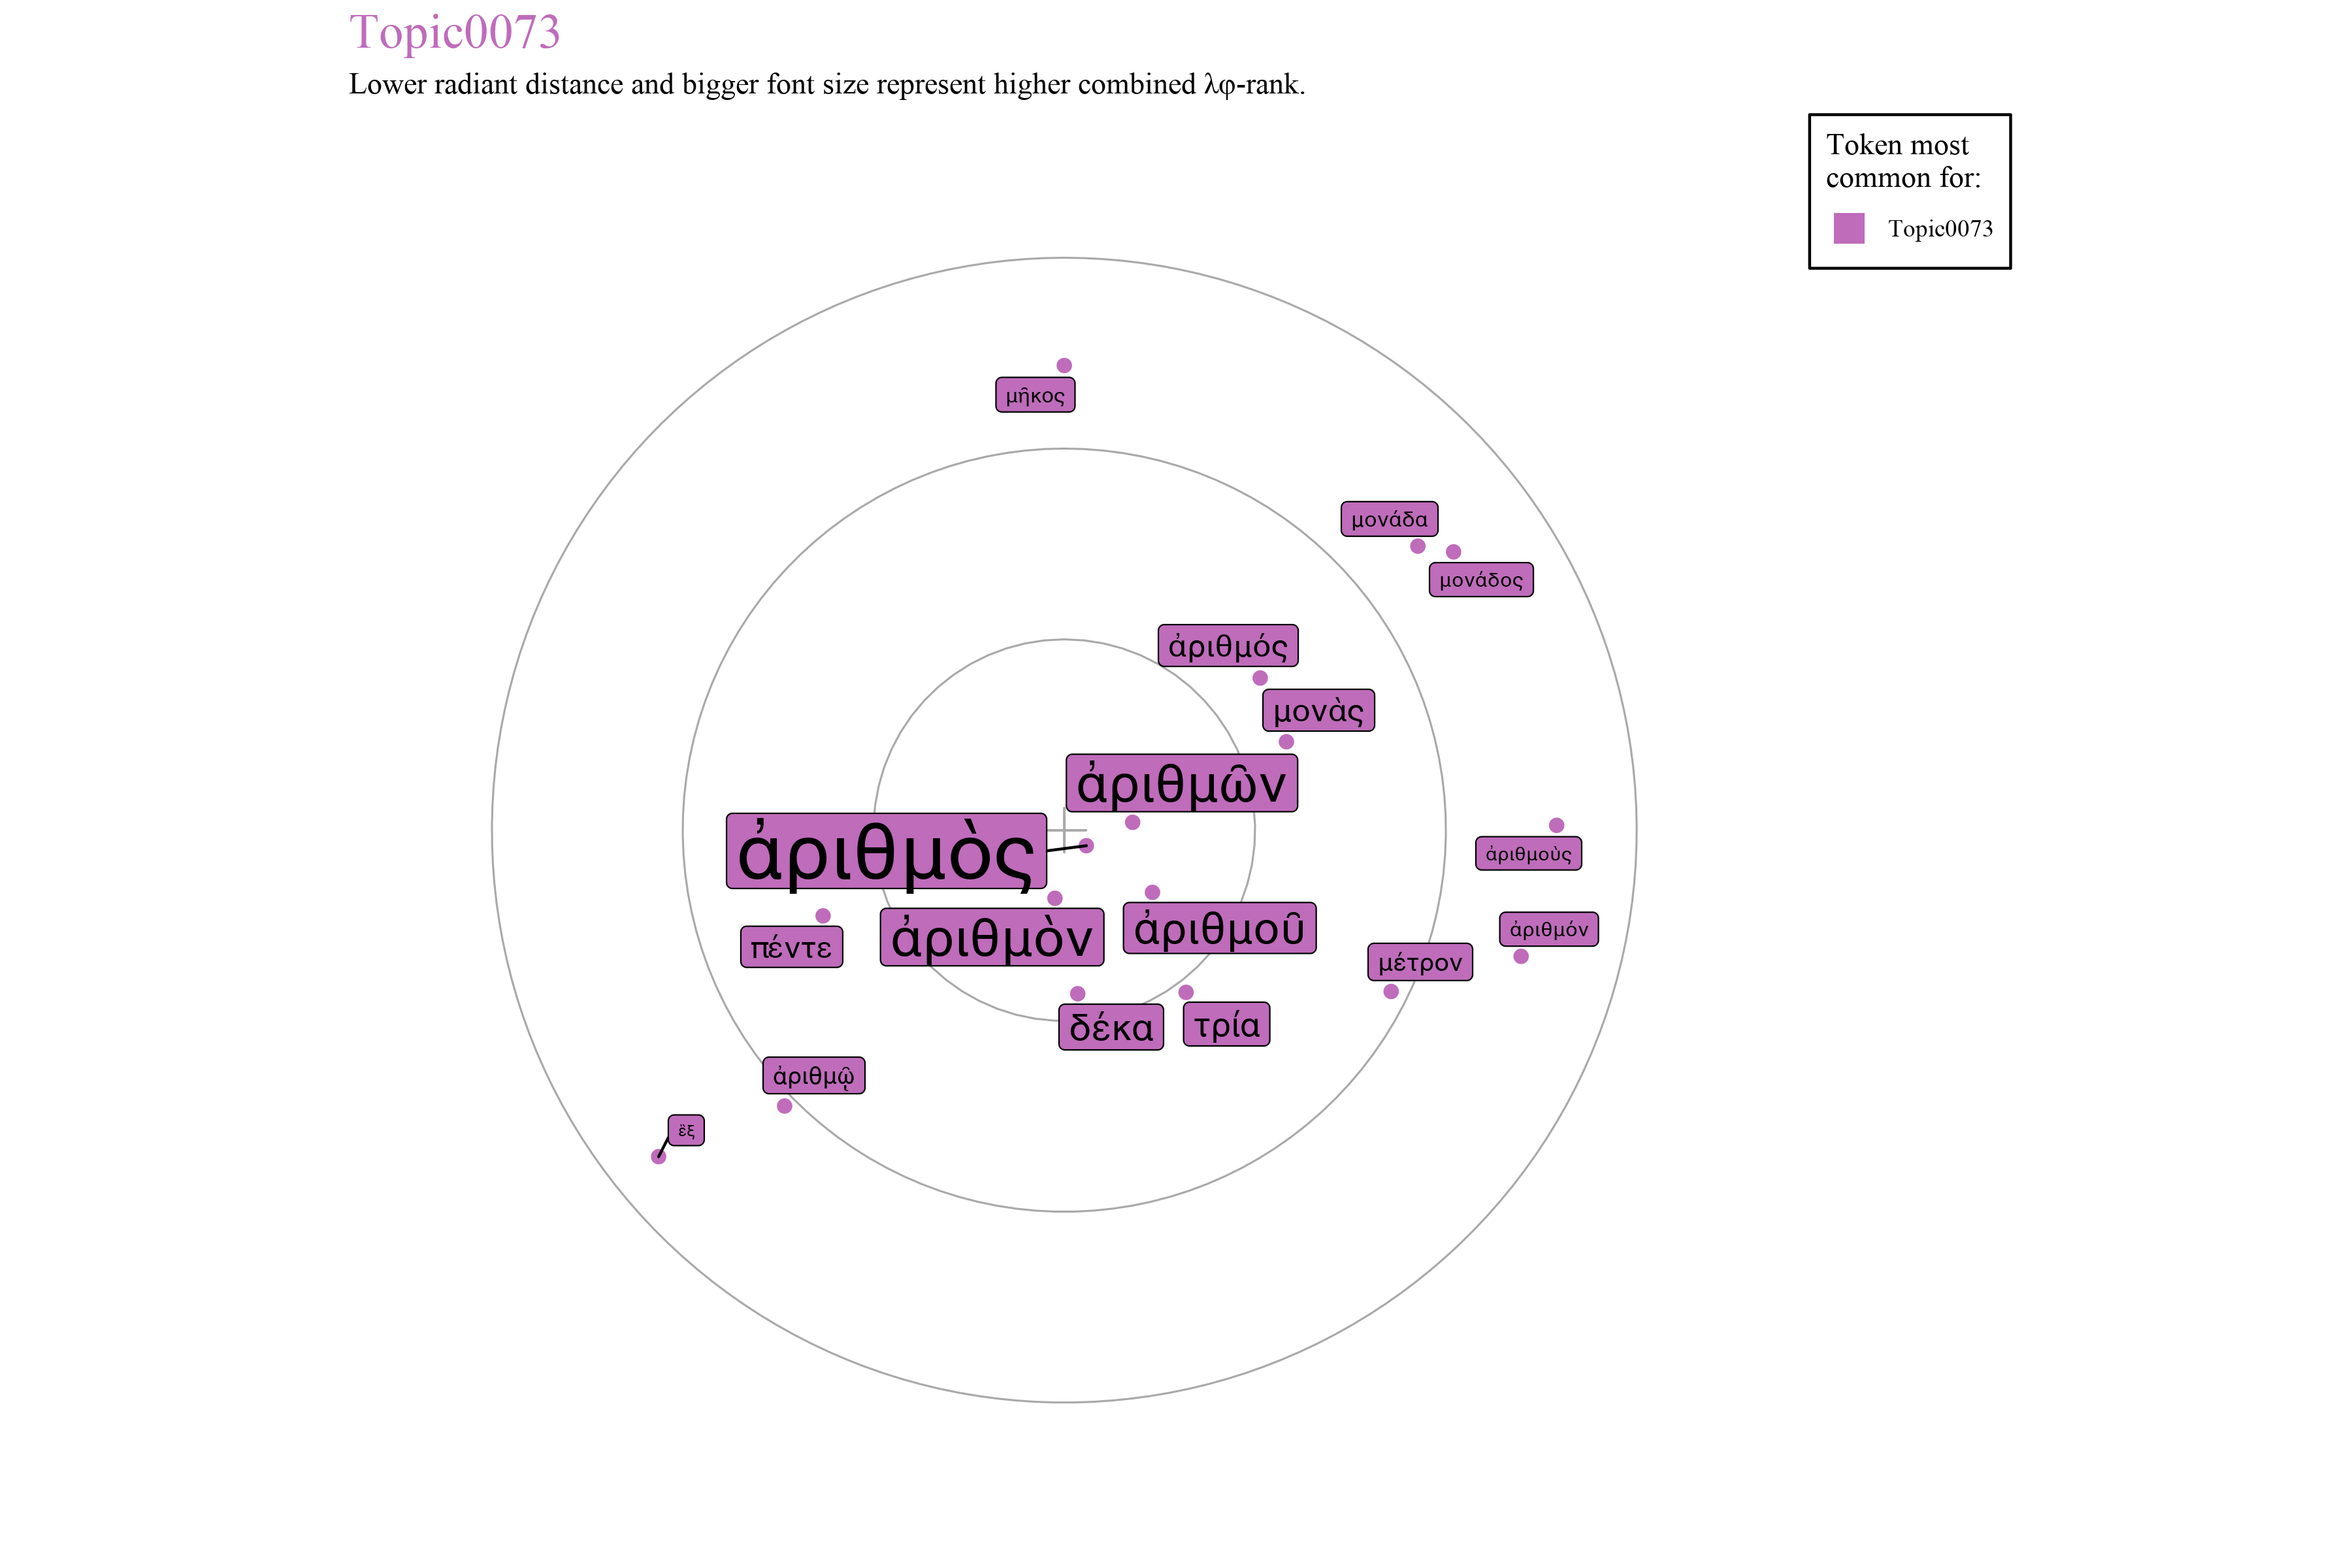 Topic0073
Lower radiant distance and bigger font size represent higher combined λφ-rank.
Token most
common for:
Topic0073
μῆκος
μονάδα
μονάδος
ἀριθμός
μονὰς
ἀριθμῶν
ἀριθμὸς
ἀριθμοὺς
πέντε
ἀριθμὸν
ἀριθμοῦ
ἀριθμόν
μέτρον
δέκα
τρία
ἀριθμῷ
ἓξ